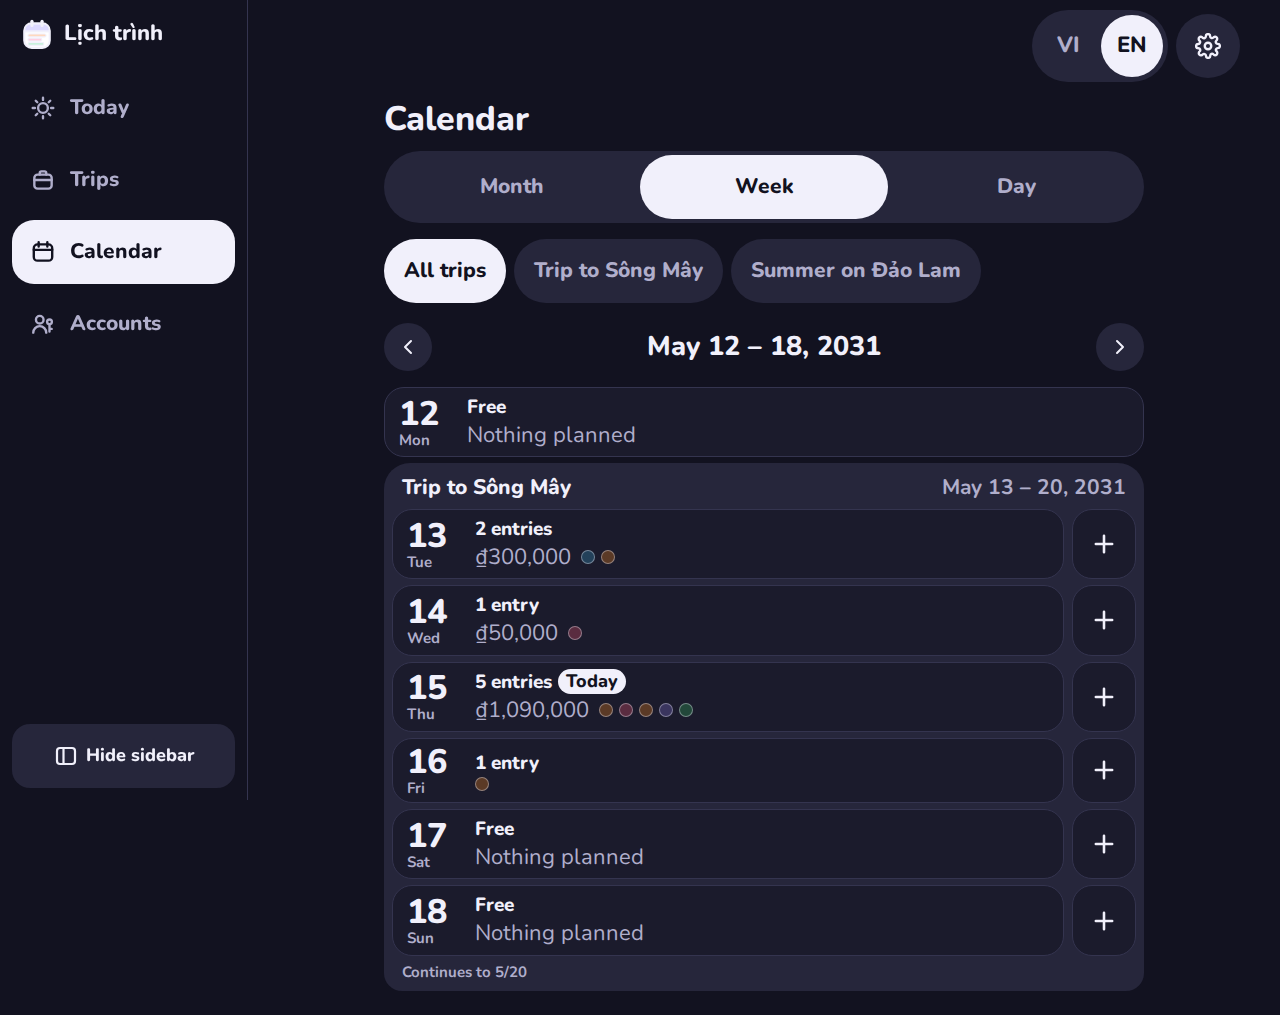 Lịch trình
VI
EN
Today
Trips
Calendar
Accounts
Hide sidebar
Calendar
Month
Week
Day
All trips
Trip to Sông Mây
Summer on Đảo Lam
May 12 – 18, 2031
12
Mon
Free
Nothing planned
Trip to Sông Mây
May 13 – 20, 2031
13
Tue
2 entries
₫300,000
14
Wed
1 entry
₫50,000
15
Thu
5 entries Today
₫1,090,000
16
Fri
1 entry
17
Sat
Free
Nothing planned
18
Sun
Free
Nothing planned
Continues to 5/20